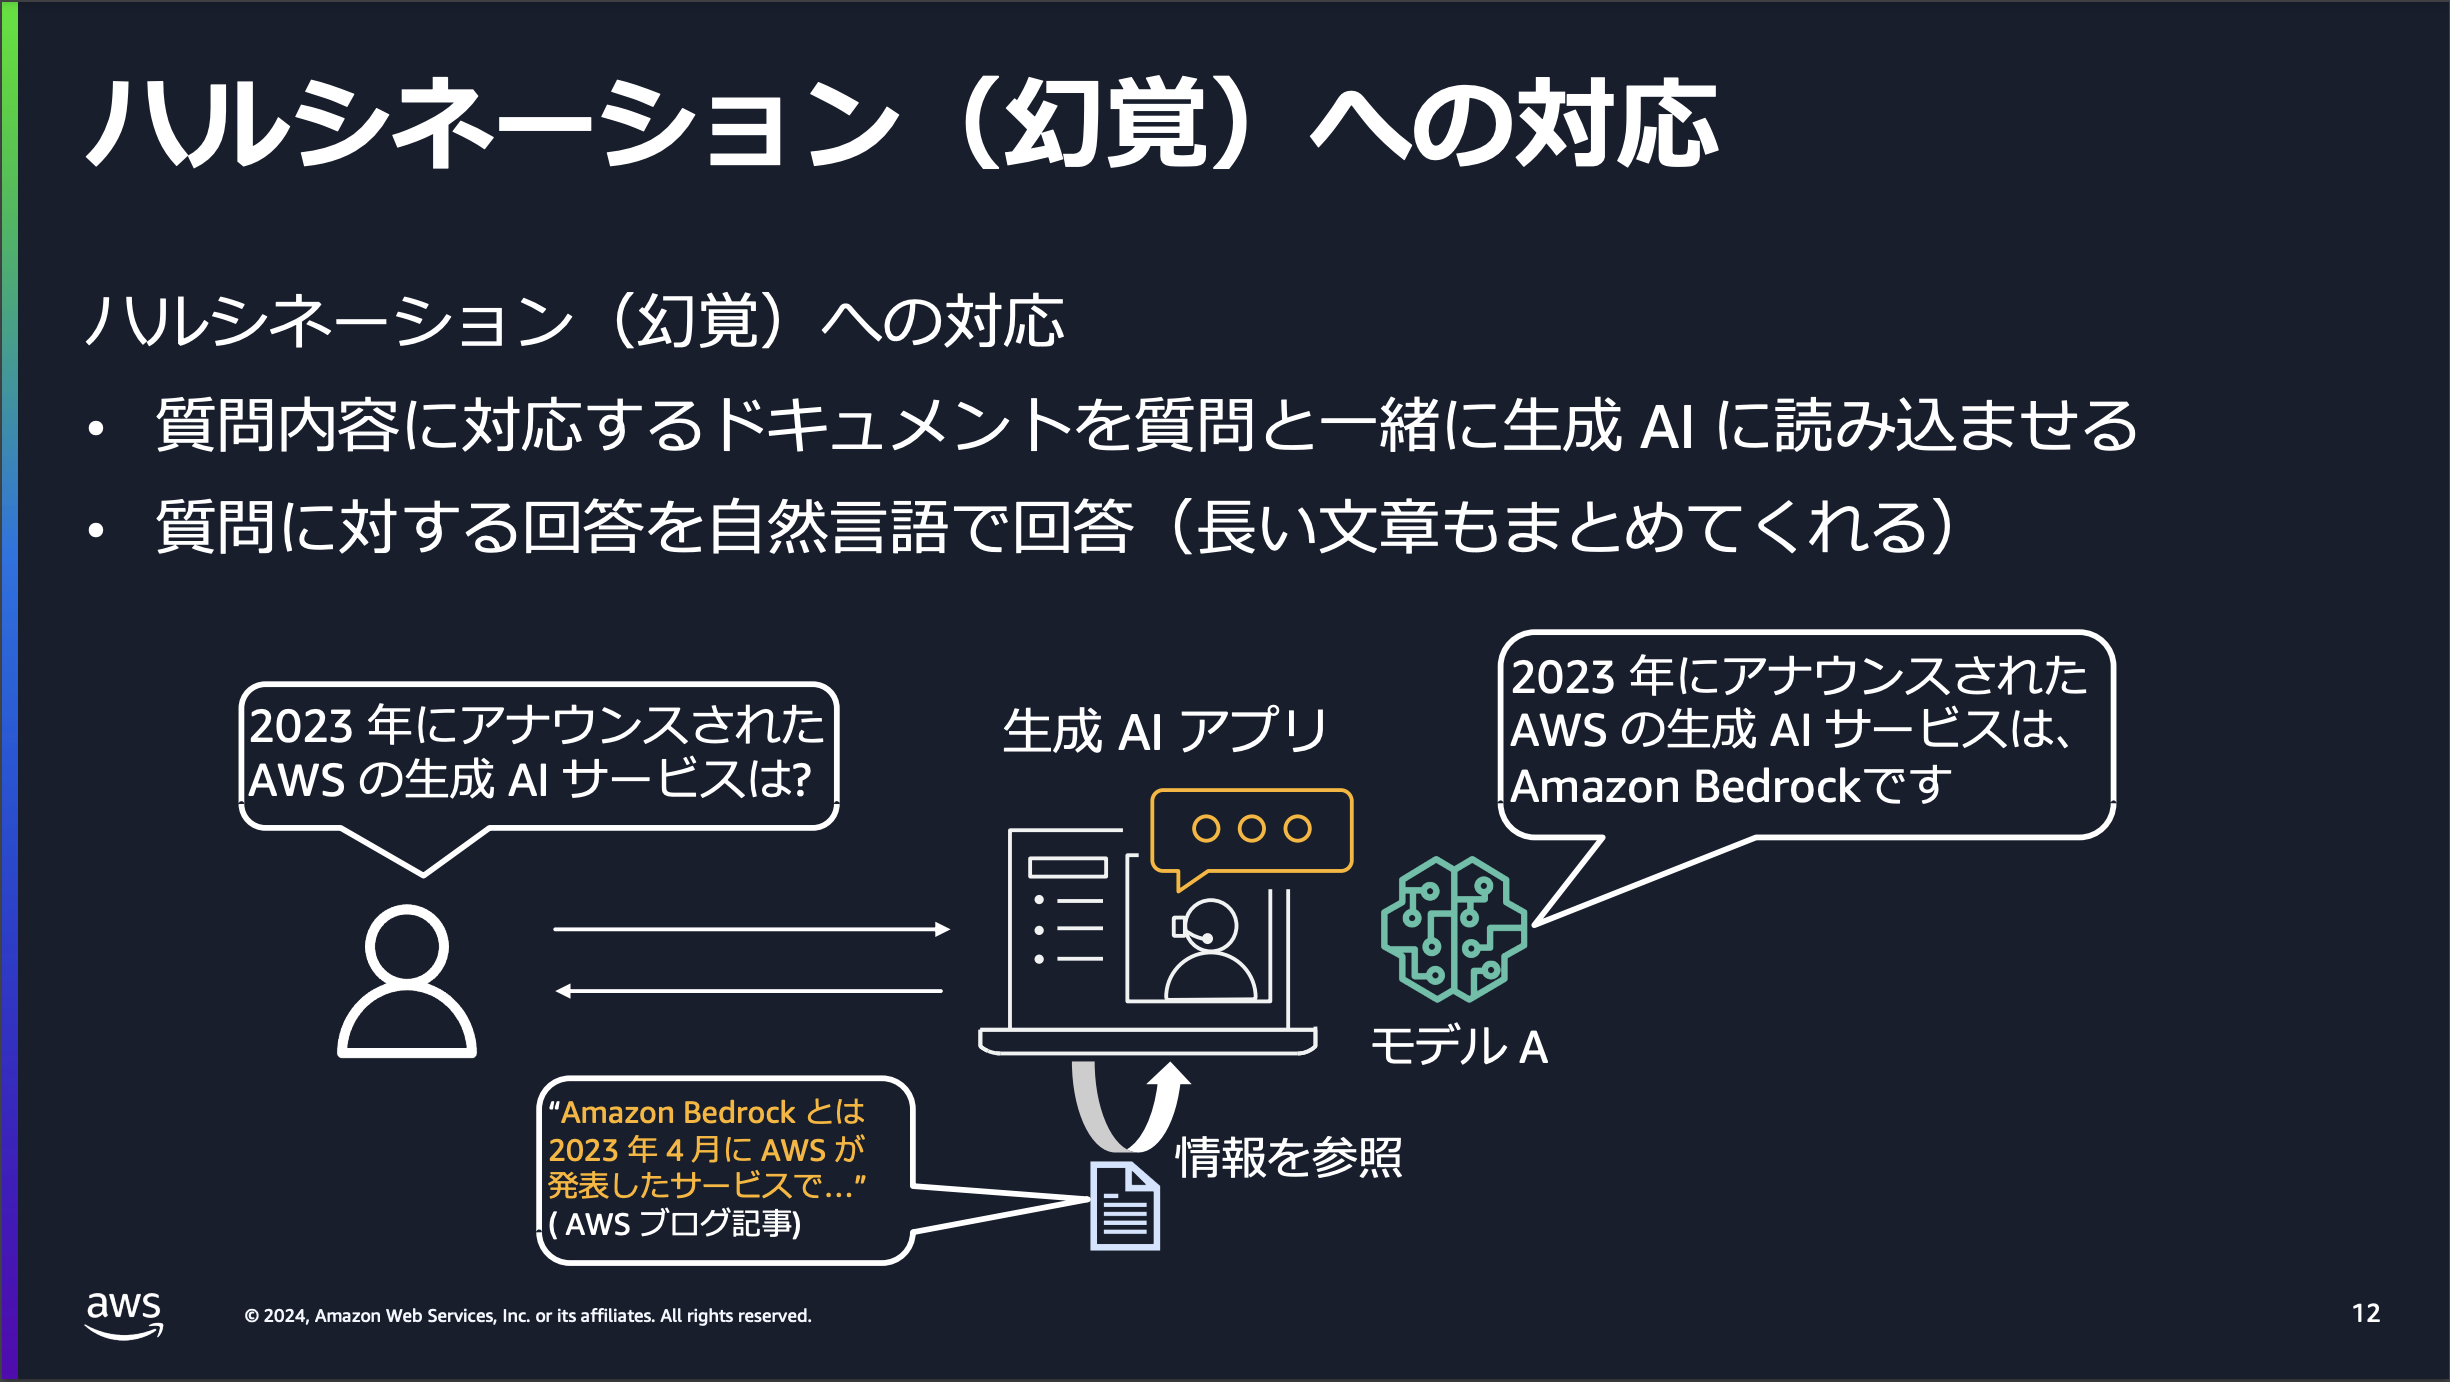 ハルシネーション（幻覚）への対応
ハルシネーション（幻覚）への対応
• 質問内容に対応するドキュメントを質問と一緒に生成 AI に読み込ませる
• 質問に対する回答を自然言語で回答（長い文章もまとめてくれる）
2023 年にアナウンスされた
AWS の生成 AI サービスは?
生成 AI アプリ
2023 年にアナウンスされた
AWS の生成 AI サービスは、
Amazon Bedrockです
モデル A
“Amazon Bedrock とは
2023 年 4 月に AWS が
発表したサービスで…”
( AWS ブログ記事)
情報を参照
aws
© 2024, Amazon Web Services, Inc. or its affiliates. All rights reserved.
12